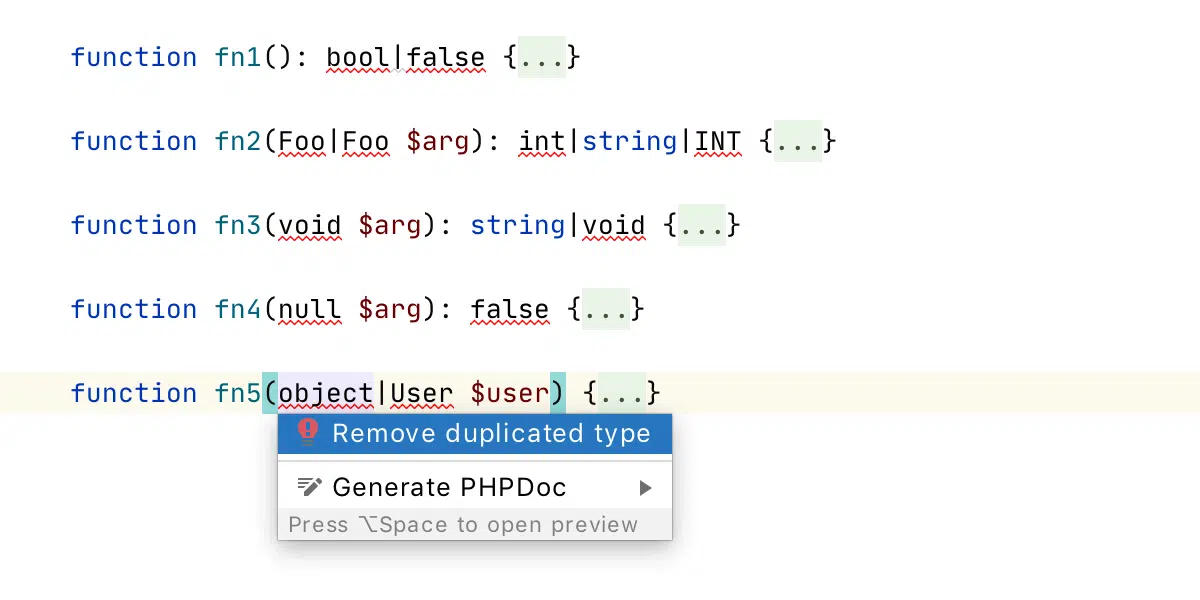 function fn1(): bool|false {...}
function fn2(Foo|Foo $arg): int|string|INT {...}
function fn3(void $arg): string|void {...}
function fn4(null $arg): false {...}
function fn5(object|User $user) {...}
Remove duplicated type
Generate PHPDoc
Press ⌥Space to open preview